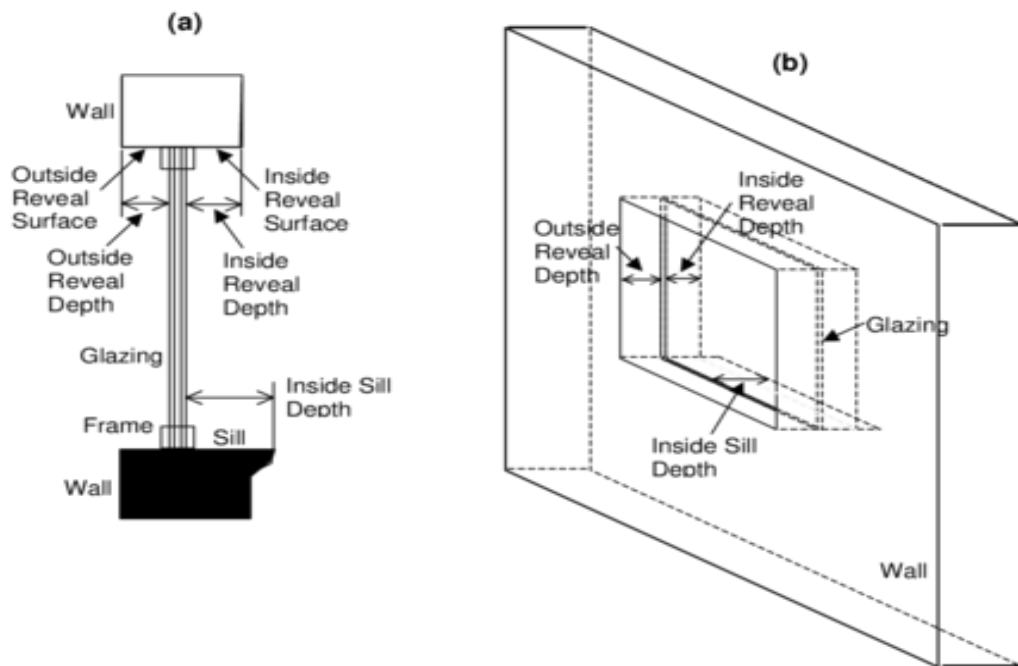 (a)
Wall
Outside
Reveal
Surface
Inside
Reveal
Surface
Outside
Reveal
Depth
Inside
Reveal
Depth
Glazing
Inside Sill
Depth
Frame
Sill
Wall
(b)
Inside
Reveal
Depth
Outside
Reveal
Depth
Glazing
Inside Sill
Depth
Wall